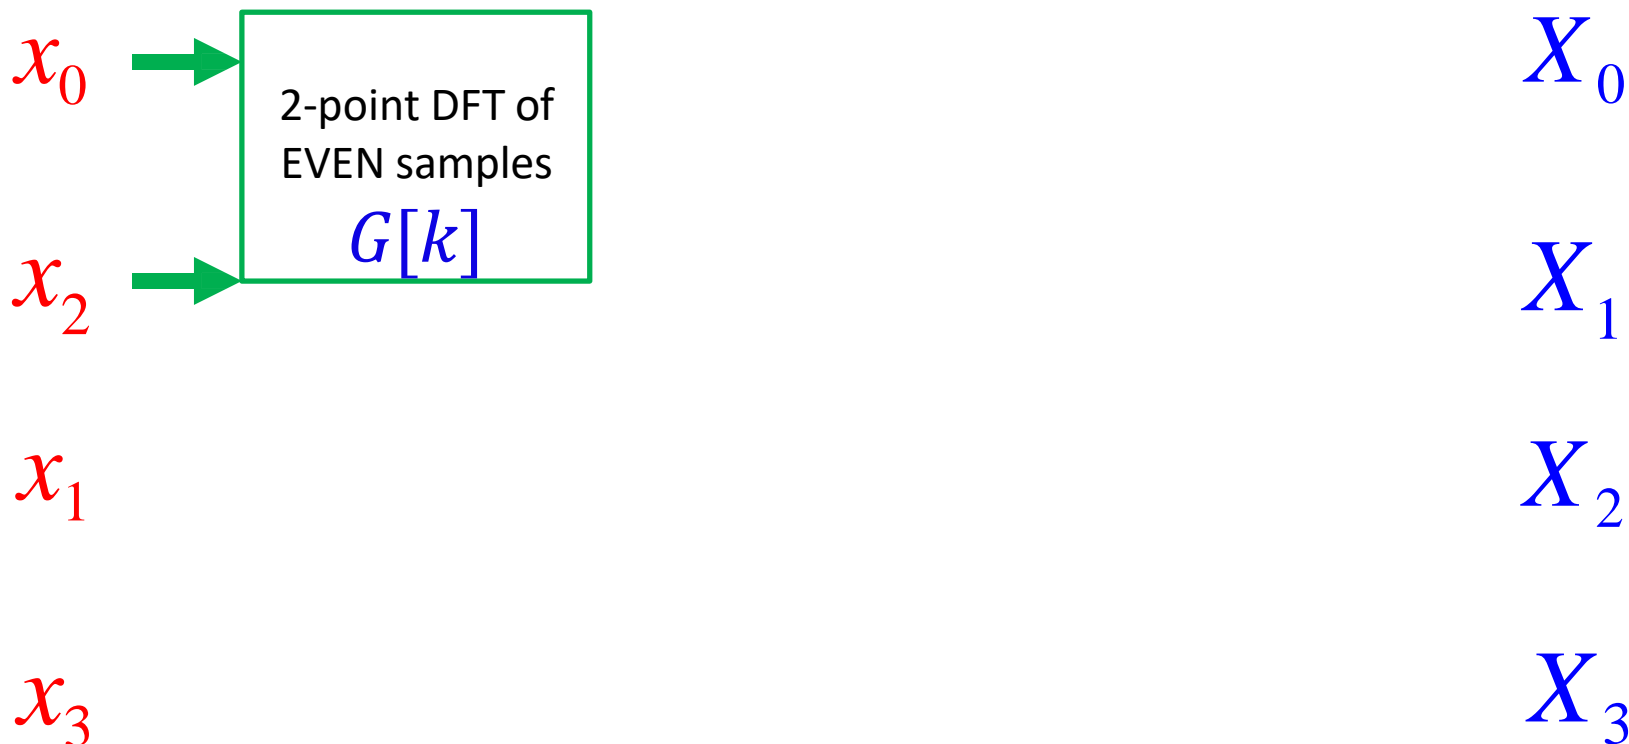 x₀
2-point DFT of
EVEN samples
G[k]
X₀
x₂
X₁
x₁
X₂
x₃
X₃